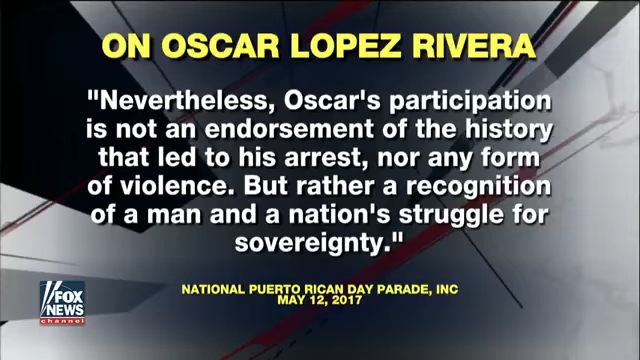 ON OSCAR LOPEZ RIVERA
"Nevertheless, Oscar's participation
is not an endorsement of the history
that led to his arrest, nor any form
of violence. But rather a recognition
of a man and a nation's struggle for
sovereignty."
NATIONAL PUERTO RICAN DAY PARADE, INC
MAY 12, 2017
FOX
NEWS
channel